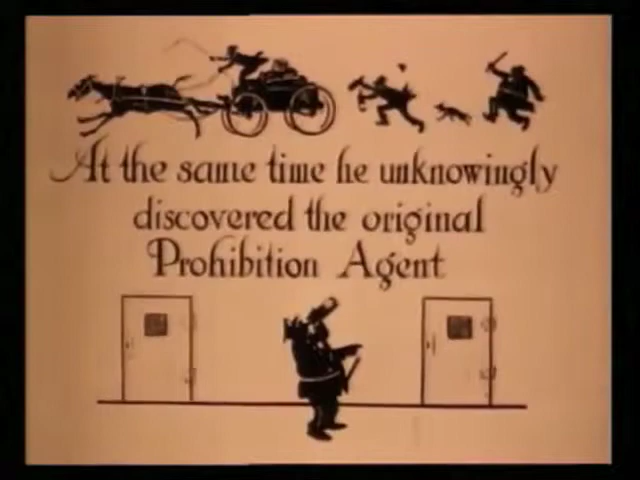 At the same time he unknowingly
discovered the original
Prohibition Agent